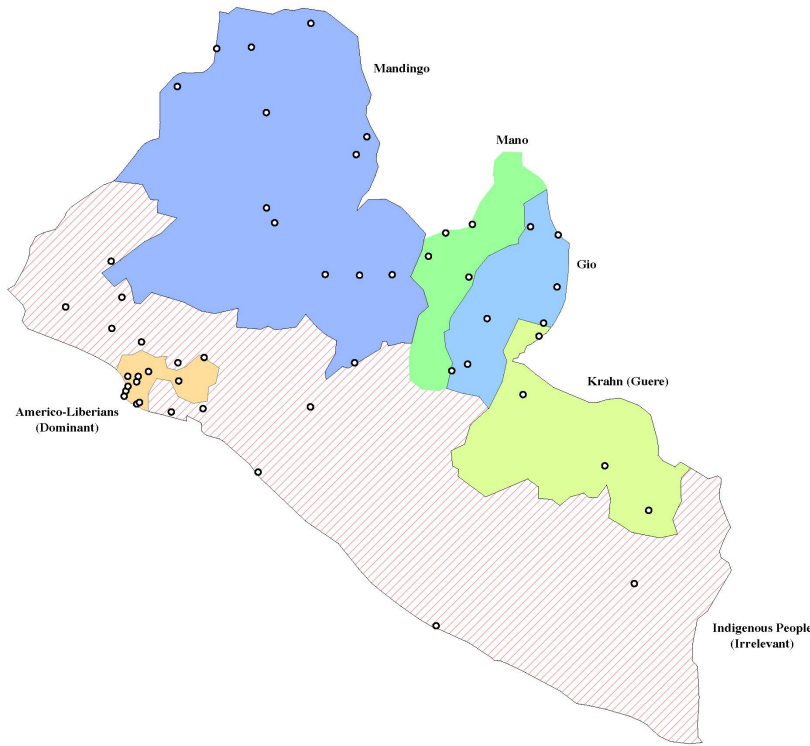 Mandingo
Mano
Gio
Krahn (Guere)
Americo-Liberians
(Dominant)
Indigenous People
(Irrelevant)